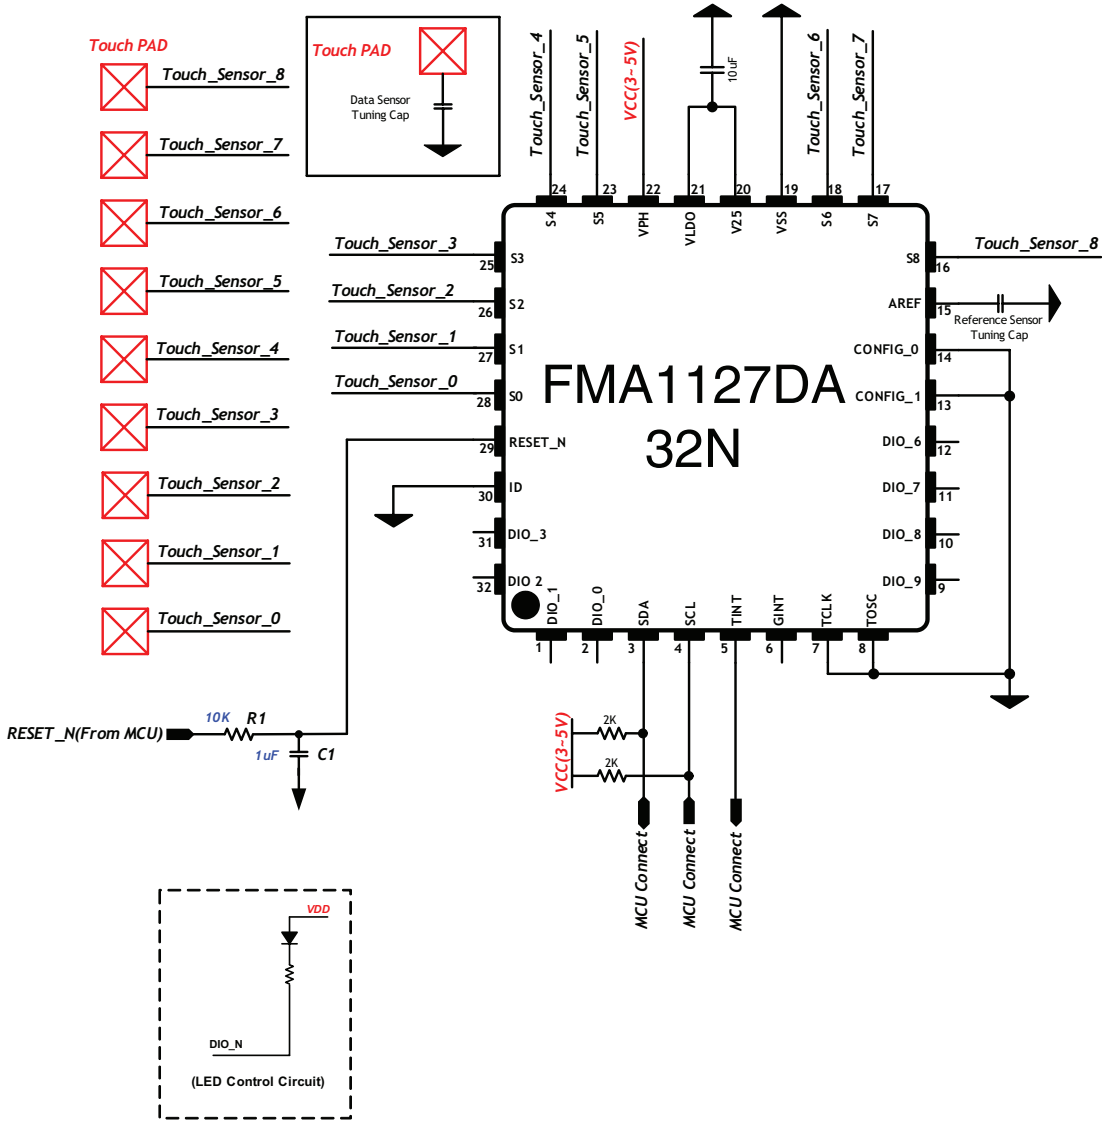 Touch PAD
Touch_Sensor_8
Touch_Sensor_7
Touch_Sensor_6
Touch_Sensor_5
Touch_Sensor_4
Touch_Sensor_3
Touch_Sensor_2
Touch_Sensor_1
Touch_Sensor_0
Touch PAD
Data Sensor
Tuning Cap
Touch_Sensor_4
Touch_Sensor_5
VCC(3~5V)
10uF
Touch_Sensor_6
Touch_Sensor_7
24
23
22
21
20
19
18
17
S4
S5
VPH
VLDO
V25
VSS
S6
S7
Touch_Sensor_3
25
S3
Touch_Sensor_2
26
S2
Touch_Sensor_1
27
S1
Touch_Sensor_0
28
S0
29
RESET_N
30
ID
31
DIO_3
32
DIO 2
FMA1127DA
32N
S8
16
Touch_Sensor_8
AREF
15
Reference Sensor
Tuning Cap
CONFIG_0
14
CONFIG_1
13
DIO_6
12
DIO_7
11
DIO_8
10
DIO_9
9
DIO_1
DIO_0
SDA
SCL
TINT
GINT
TCLK
TOSC
1
2
3
4
5
6
7
8
RESET_N(From MCU)
10K
R1
1uF
C1
VCC(3~5V)
2K
2K
MCU Connect
MCU Connect
MCU Connect
VDD
DIO_N
(LED Control Circuit)